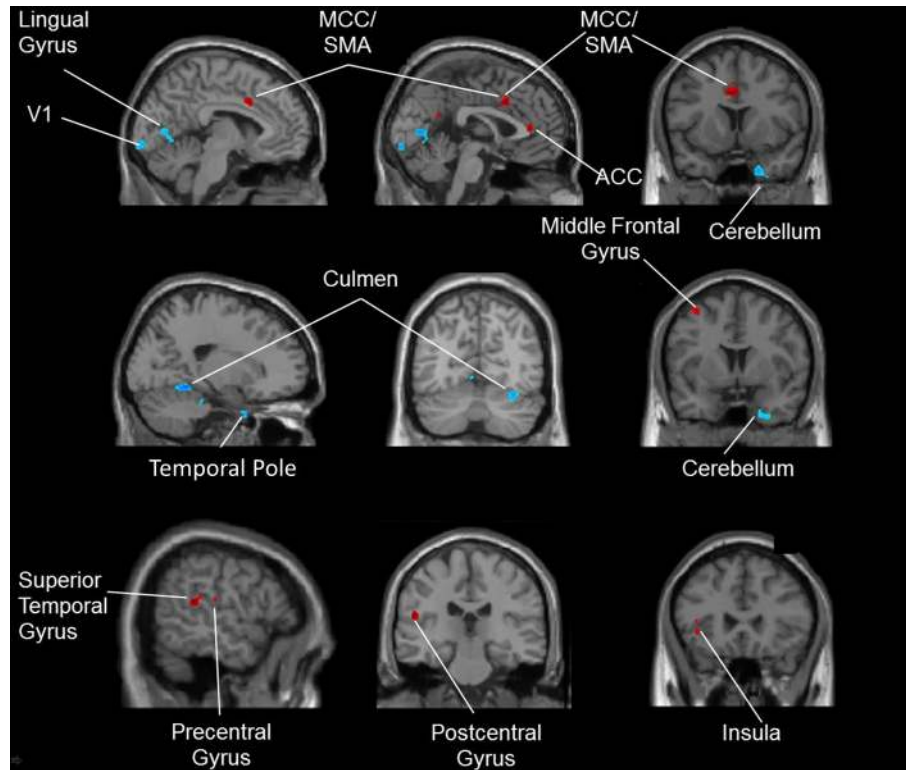 Lingual
Gyrus
MCC/
SMA
MCC/
SMA
V1
ACC
Cerebellum
Middle Frontal
Gyrus
Culmen
Temporal Pole
Cerebellum
Superior
Temporal
Gyrus
Precentral
Gyrus
Postcentral
Gyrus
Insula